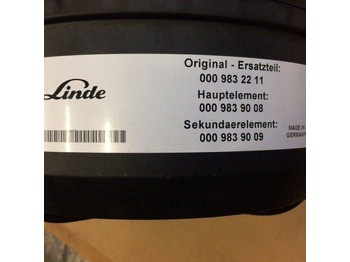 Linde
Original - Ersatzteil:
000 983 22 11
Hauptelement:
000 983 90 08
Sekundaerelement:
000 983 90 09
MADE IN
GERMANY